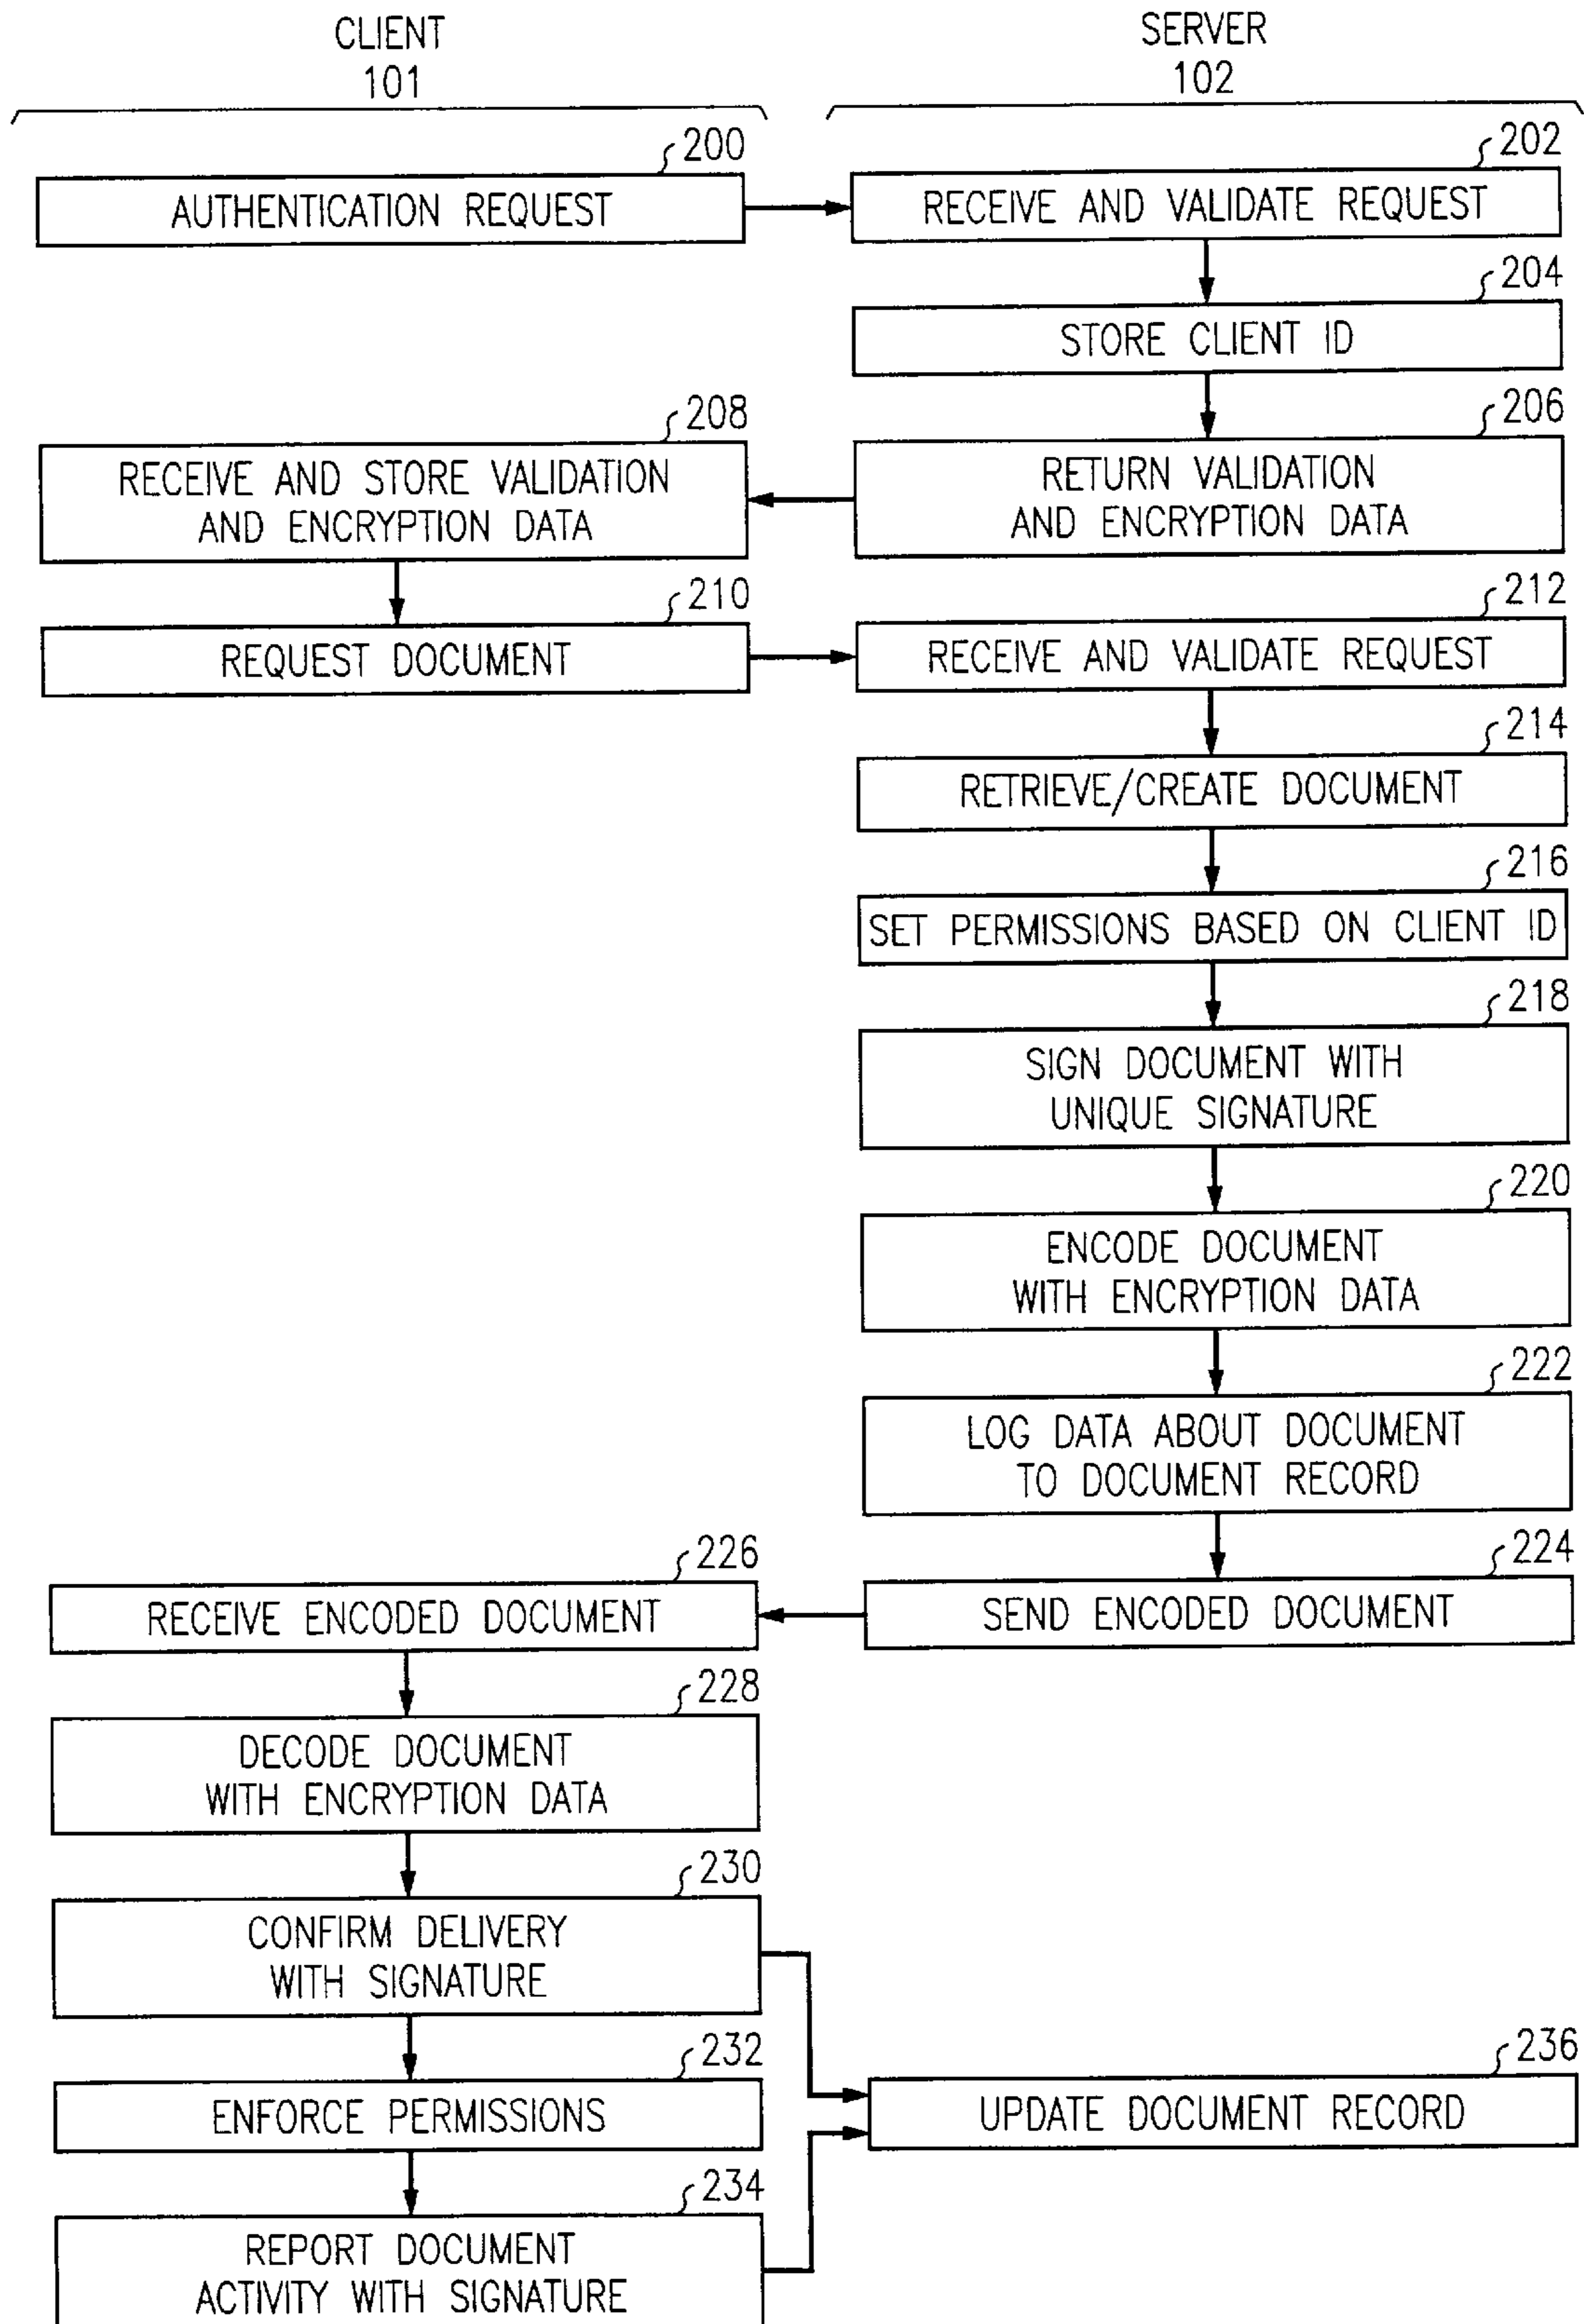 CLIENT
101
SERVER
102
200
AUTHENTICATION REQUEST
202
RECEIVE AND VALIDATE REQUEST
204
STORE CLIENT ID
206
RETURN VALIDATION
AND ENCRYPTION DATA
208
RECEIVE AND STORE VALIDATION
AND ENCRYPTION DATA
210
REQUEST DOCUMENT
212
RECEIVE AND VALIDATE REQUEST
214
RETRIEVE/CREATE DOCUMENT
216
SET PERMISSIONS BASED ON CLIENT ID
218
SIGN DOCUMENT WITH
UNIQUE SIGNATURE
220
ENCODE DOCUMENT
WITH ENCRYPTION DATA
222
LOG DATA ABOUT DOCUMENT
TO DOCUMENT RECORD
224
SEND ENCODED DOCUMENT
226
RECEIVE ENCODED DOCUMENT
228
DECODE DOCUMENT
WITH ENCRYPTION DATA
230
CONFIRM DELIVERY
WITH SIGNATURE
232
ENFORCE PERMISSIONS
234
REPORT DOCUMENT
ACTIVITY WITH SIGNATURE
236
UPDATE DOCUMENT RECORD